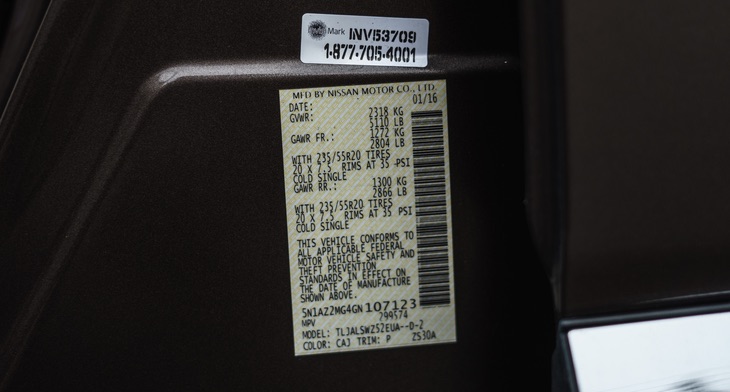 Mark INV53709
1-877-705-4001
MFD BY NISSAN MOTOR CO., LTD.
DATE: 01/16
GVWR: 2318 KG
5110 LB
GAWR FR.: 1272 KG
2804 LB
WITH 235/55R20 TIRES
20 X 7.5 RIMS AT 35 PSI
COLD SINGLE
GAWR RR.: 1300 KG
2866 LB
WITH 235/55R20 TIRES
20 X 7.5 RIMS AT 35 PSI
COLD SINGLE
THIS VEHICLE CONFORMS TO
ALL APPLICABLE FEDERAL
MOTOR VEHICLE SAFETY AND
THEFT PREVENTION
STANDARDS IN EFFECT ON
THE DATE OF MANUFACTURE
SHOWN ABOVE.
5N1AZ2MG4GN107123
MPV 299574
MODEL: TLJALSWZ52EUA--D-2
COLOR: CAJ TRIM: P ZS30A